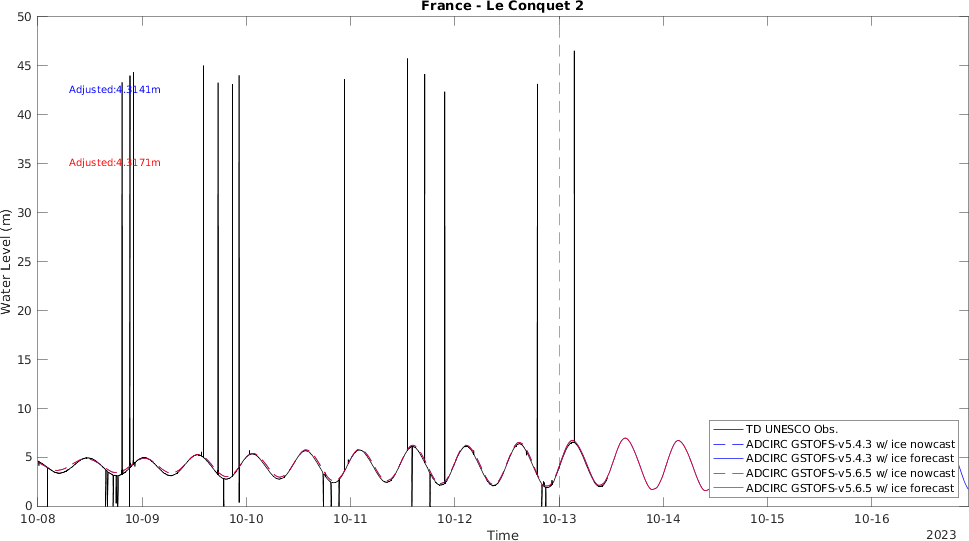 France - Le Conquet 2
50
45
40
35
30
25
20
15
10
5
0
Water Level (m)
Adjusted:4.3141m
Adjusted:4.3171m
TD UNESCO Obs.
ADCIRC GSTOFS-v5.4.3 w/ ice nowcast
ADCIRC GSTOFS-v5.4.3 w/ ice forecast
ADCIRC GSTOFS-v5.6.5 w/ ice nowcast
ADCIRC GSTOFS-v5.6.5 w/ ice forecast
10-08 10-09 10-10 10-11 10-12 10-13 10-14 10-15 10-16
Time
2023